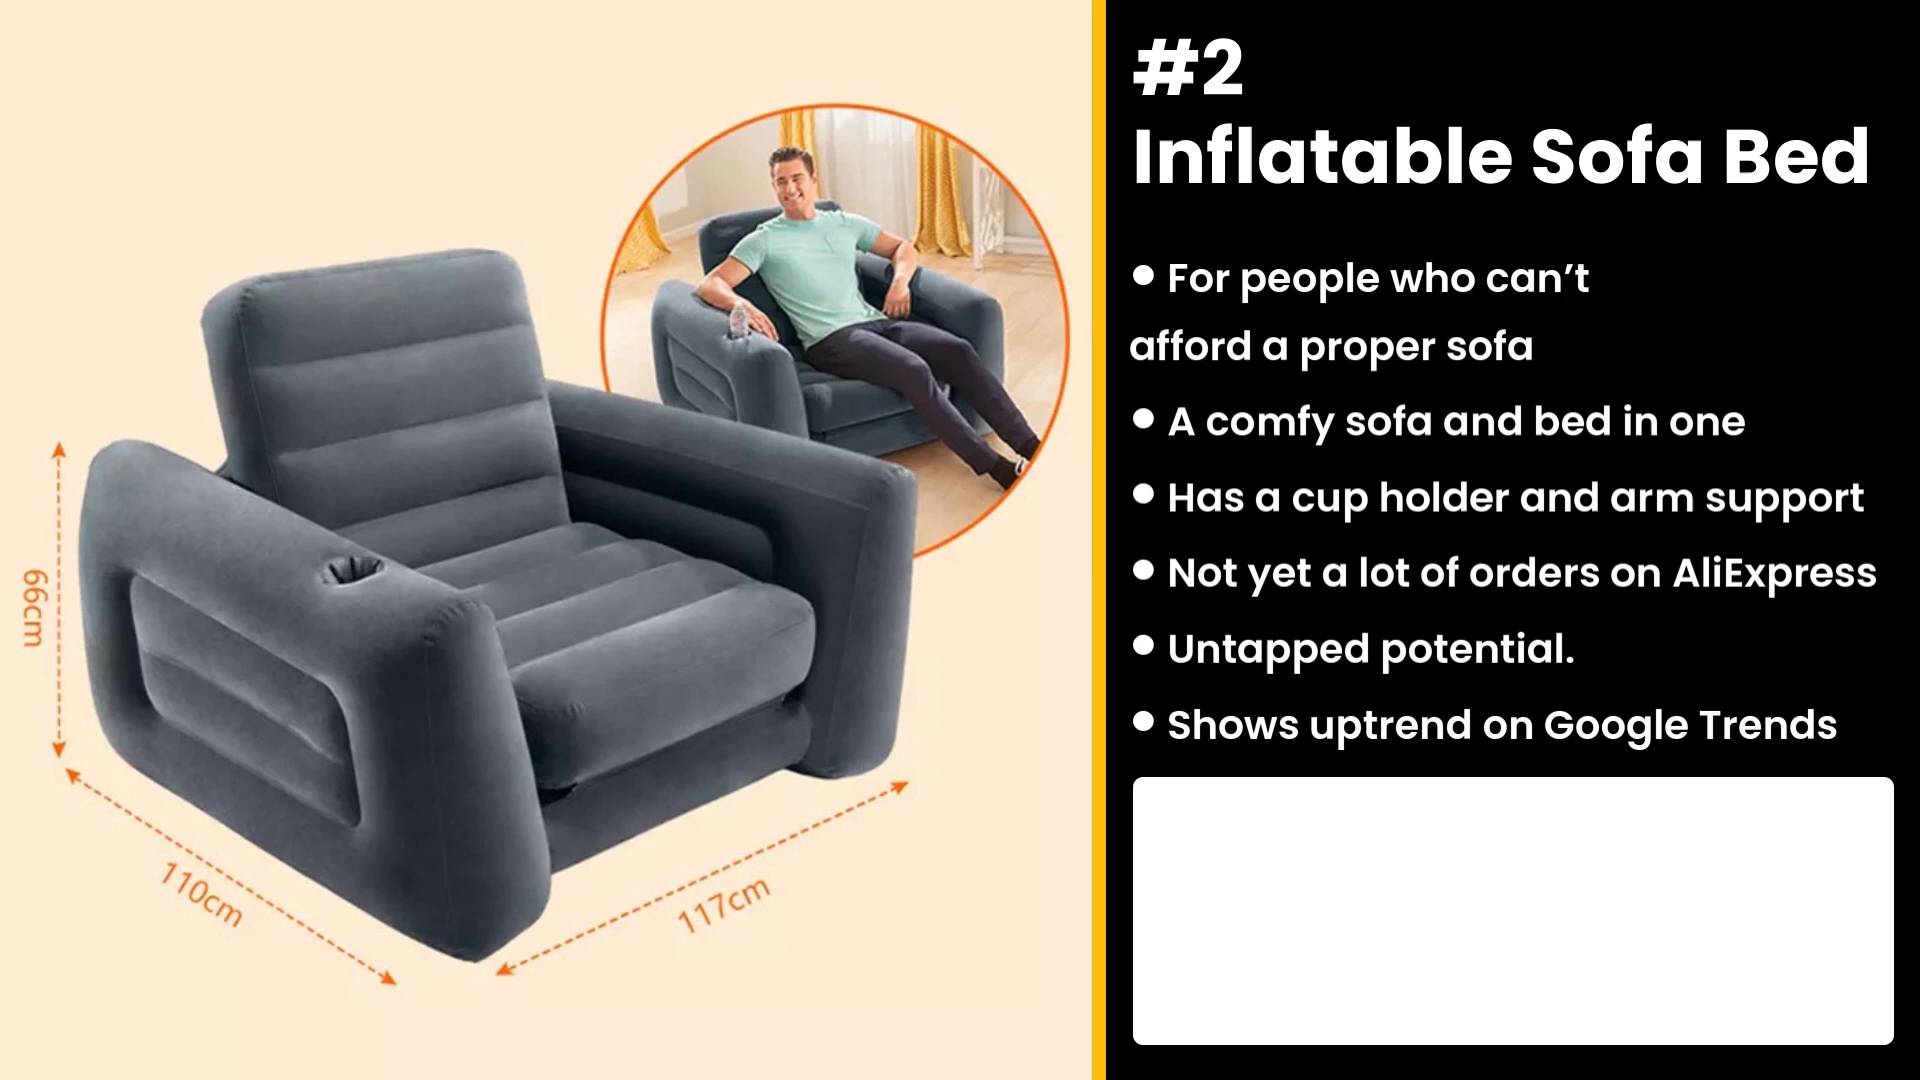 #2
Inflatable Sofa Bed
• For people who can’t
afford a proper sofa
• A comfy sofa and bed in one
• Has a cup holder and arm support
• Not yet a lot of orders on AliExpress
• Untapped potential.
• Shows uptrend on Google Trends
66cm
110cm
117cm